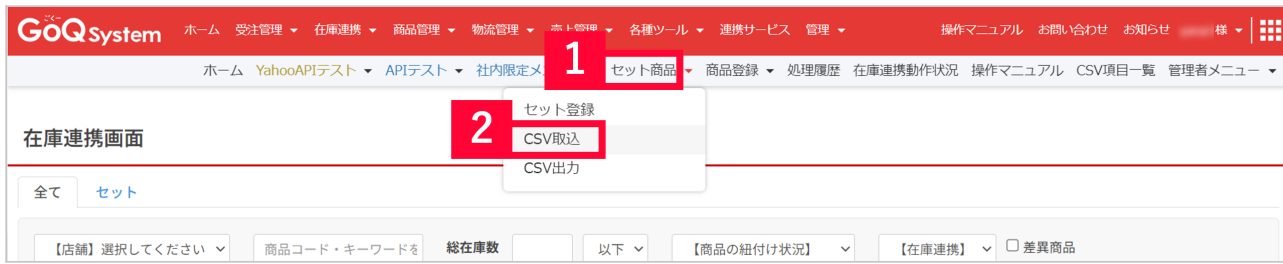 ごくー
GoQSystem ホーム 受注管理 在庫連携 商品管理 物流管理 売上管理 各種ツール 連携サービス 管理 操作マニュアル お問い合わせ お知らせ 様
ホーム YahooAPIテスト APIテスト 社内限定メ 1 セット商品 商品登録 処理履歴 在庫連携動作状況 操作マニュアル CSV項目一覧 管理者メニュー
セット登録
2 CSV取込
CSV出力
在庫連携画面
全て セット
【店舗】選択してください 商品コード・キーワードを 総在庫数 以下 【商品の紐付け状況】 【在庫連携】 差異商品